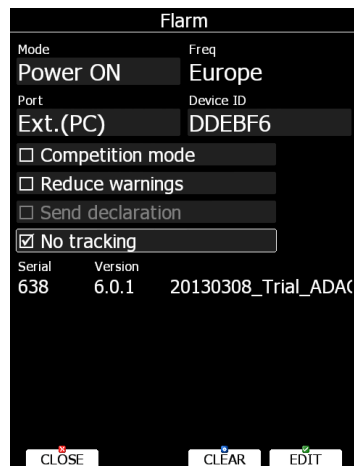 Flarm
Mode Freq
Power ON Europe
Port Device ID
Ext.(PC) DDEBF6
☐ Competition mode
☐ Reduce warnings
☐ Send declaration
☑ No tracking
Serial Version
638 6.0.1 20130308_Trial_ADA
CLOSE CLEAR EDIT